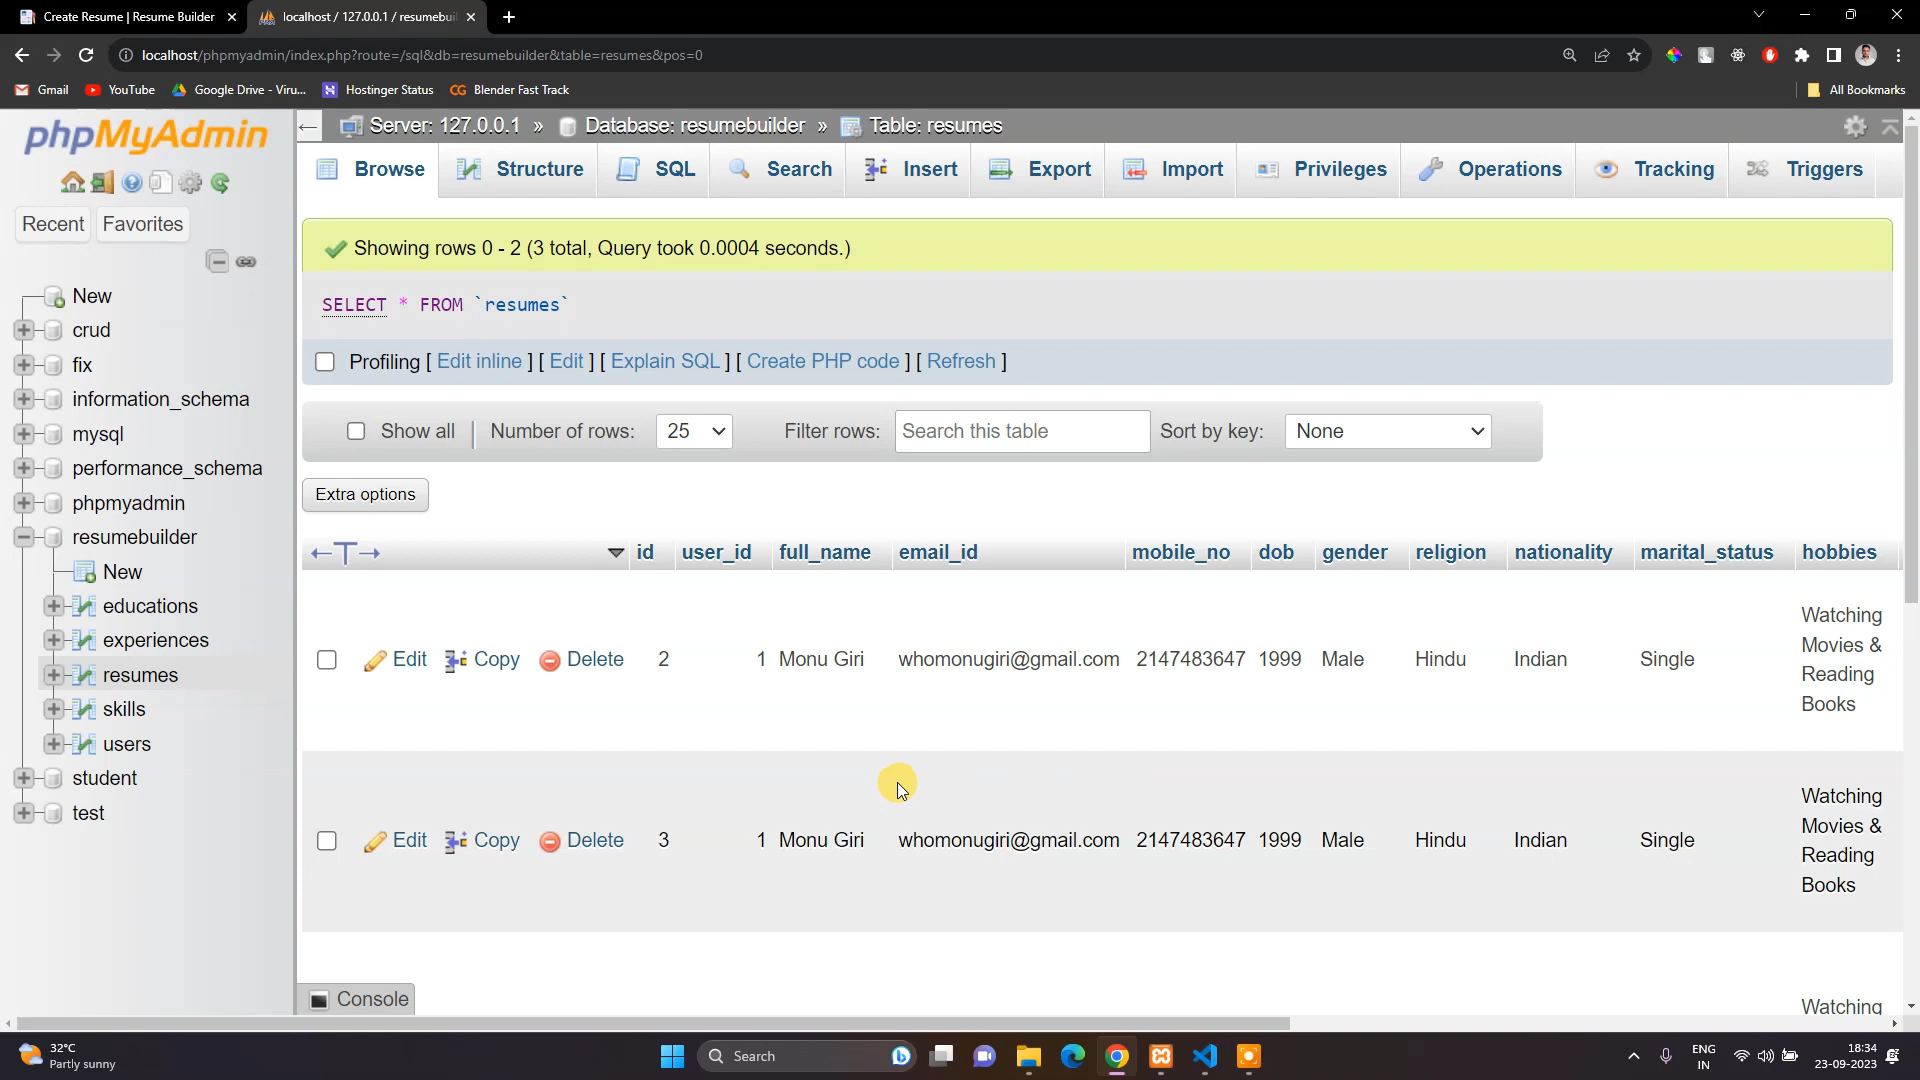 Create Resume | Resume Builder
localhost / 127.0.0.1 / resumebui
localhost/phpmyadmin/index.php?route=/sql&db=resumebuilder&table=resumes&pos=0
Gmail YouTube Google Drive - Viru... Hostinger Status CG Blender Fast Track All Bookmarks
phpMyAdmin
Server: 127.0.0.1 » Database: resumebuilder » Table: resumes
Browse Structure SQL Search Insert Export Import Privileges Operations Tracking Triggers
Recent Favorites
New
crud
fix
information_schema
mysql
performance_schema
phpmyadmin
resumebuilder
New
educations
experiences
resumes
skills
users
student
test
Showing rows 0 - 2 (3 total, Query took 0.0004 seconds.)
SELECT * FROM `resumes`
Profiling [ Edit inline ] [ Edit ] [ Explain SQL ] [ Create PHP code ] [ Refresh ]
Show all Number of rows: 25 Filter rows: Search this table Sort by key: None
Extra options
id user_id full_name email_id mobile_no dob gender religion nationality marital_status hobbies
Edit Copy Delete 2 1 Monu Giri whomonugiri@gmail.com 2147483647 1999 Male Hindu Indian Single
Watching
Movies &
Reading
Books
Edit Copy Delete 3 1 Monu Giri whomonugiri@gmail.com 2147483647 1999 Male Hindu Indian Single
Watching
Movies &
Reading
Books
Watching
Console
32°C
Partly sunny
Search
ENG
IN
18:34
23-09-2023